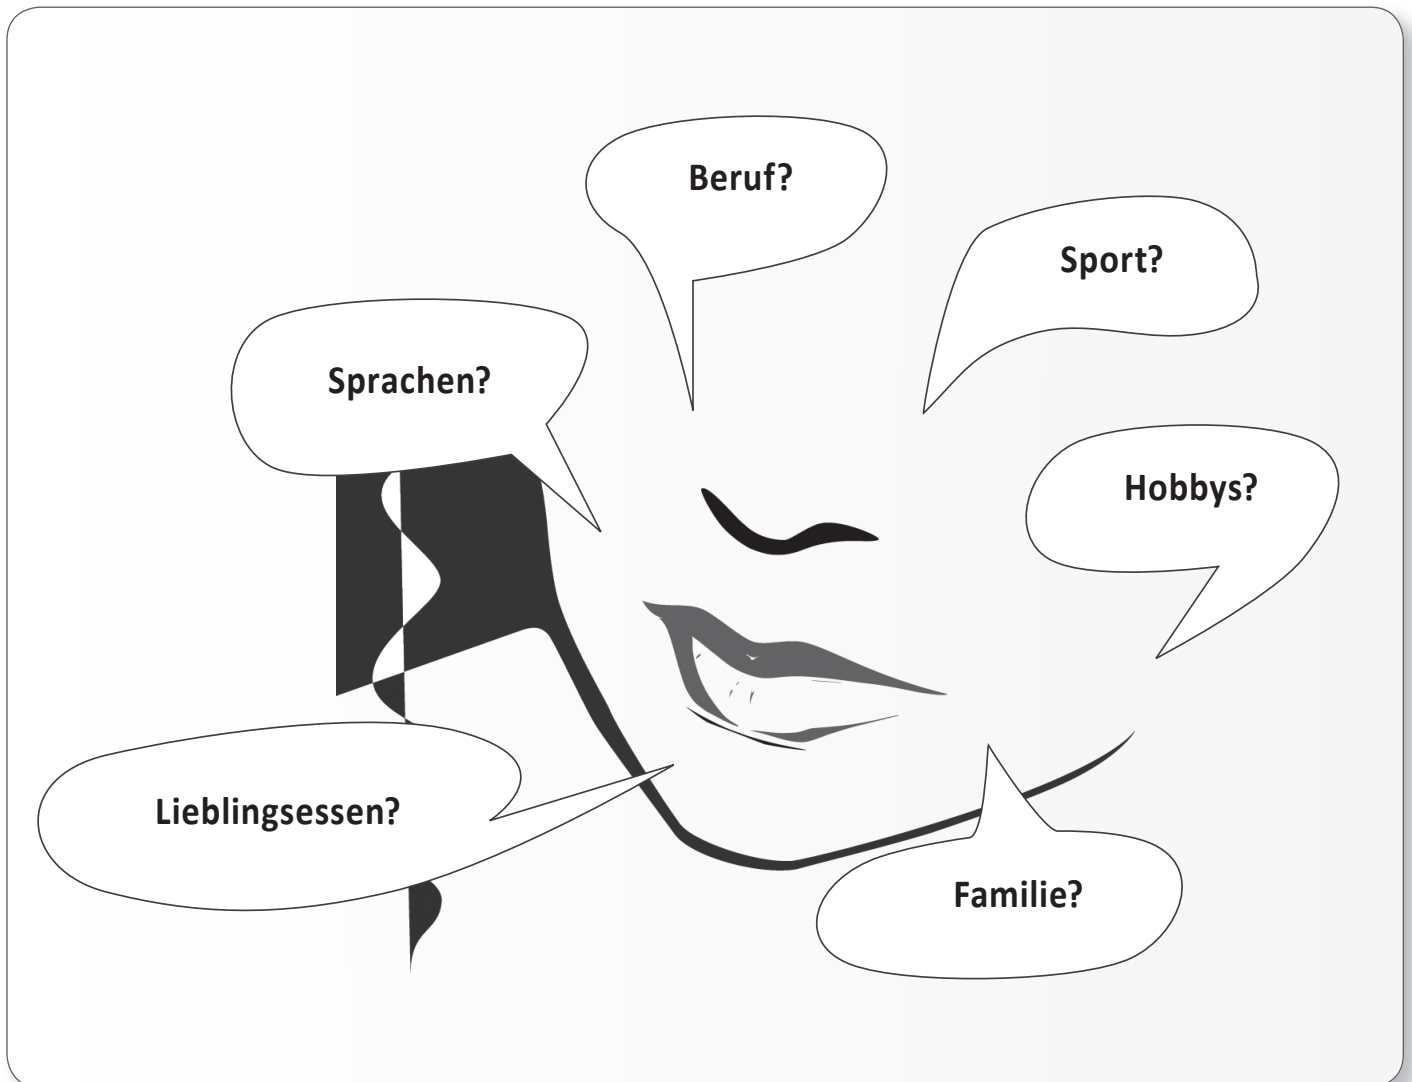 Beruf?
Sport?
Sprachen?
Hobbys?
Lieblingsessen?
Familie?